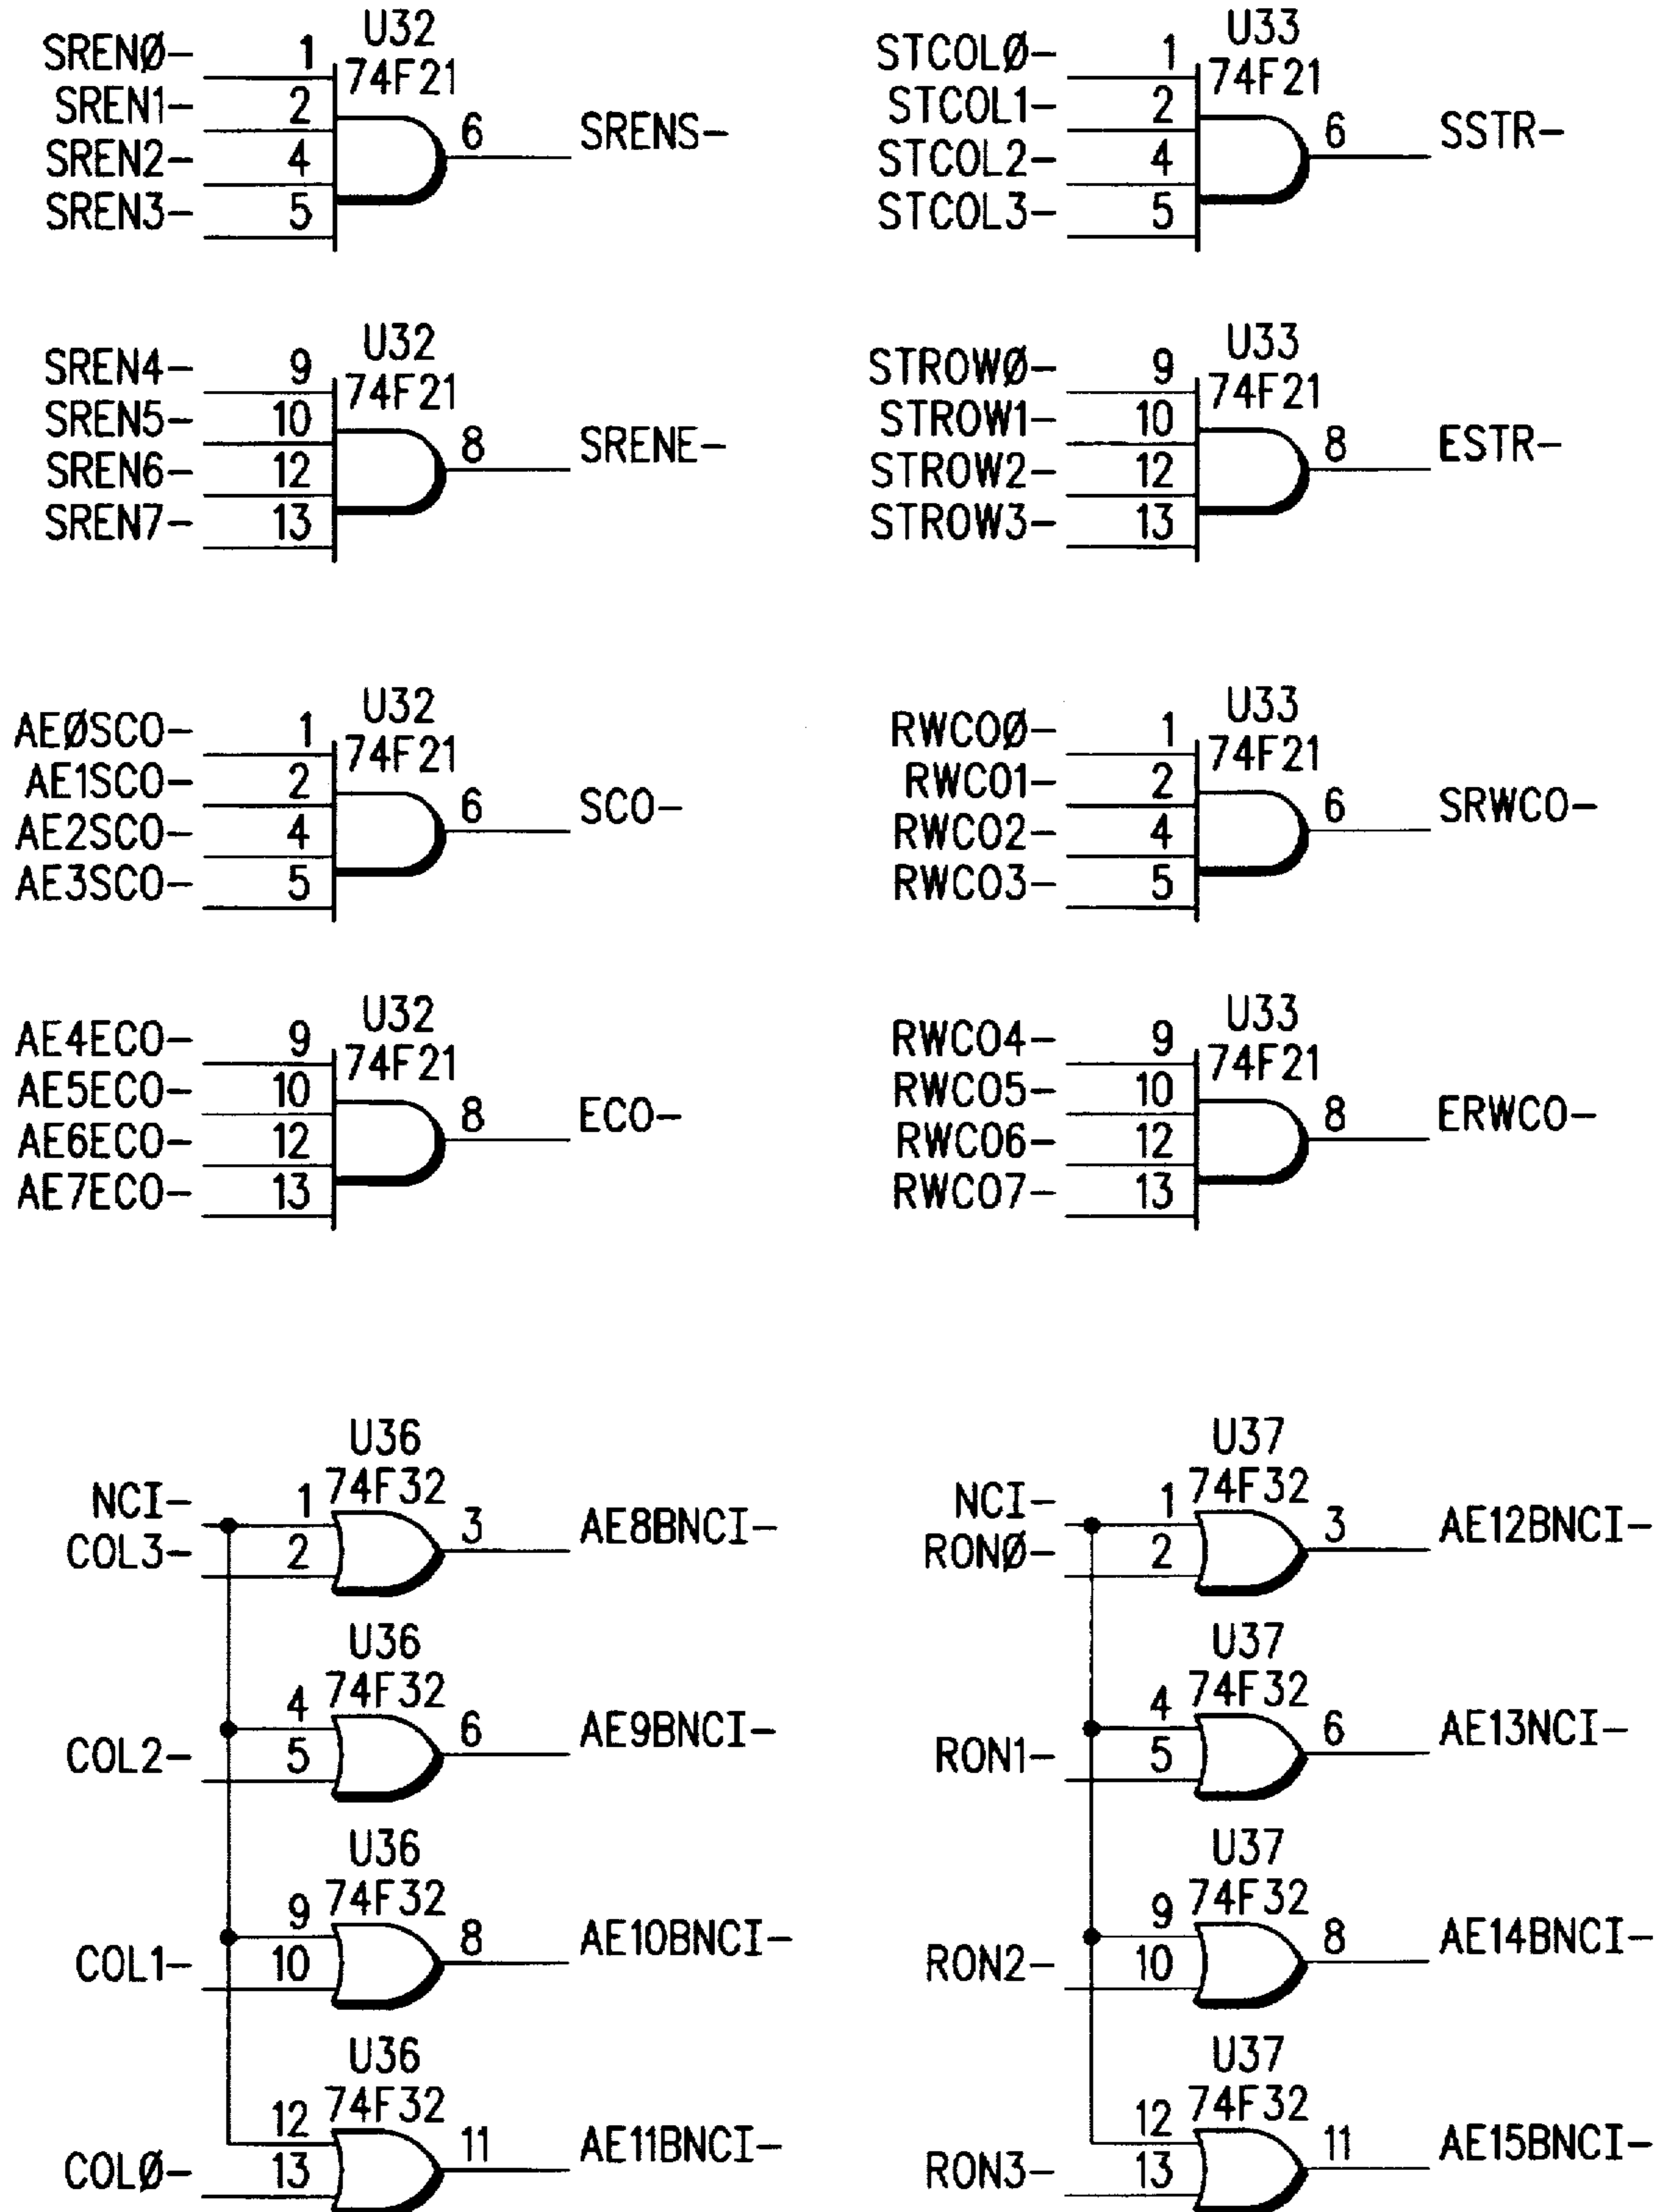 U32
74F21
SRENØ- 1
SREN1- 2
SREN2- 4
SREN3- 5
6 SRENS-
U33
74F21
STCOLØ- 1
STCOL1- 2
STCOL2- 4
STCOL3- 5
6 SSTR-
U32
74F21
SREN4- 9
SREN5- 10
SREN6- 12
SREN7- 13
8 SRENE-
U33
74F21
STROWØ- 9
STROW1- 10
STROW2- 12
STROW3- 13
8 ESTR-
U32
74F21
AEØSCO- 1
AE1SCO- 2
AE2SCO- 4
AE3SCO- 5
6 SCO-
U33
74F21
RWCOØ- 1
RWCO1- 2
RWCO2- 4
RWCO3- 5
6 SRWCO-
U32
74F21
AE4ECO- 9
AE5ECO- 10
AE6ECO- 12
AE7ECO- 13
8 ECO-
U33
74F21
RWCO4- 9
RWCO5- 10
RWCO6- 12
RWCO7- 13
8 ERWCO-
U36
74F32
NCI- 1
COL3- 2
3 AE8BNCI-
U36
74F32
4
COL2- 5
6 AE9BNCI-
U36
74F32
9
COL1- 10
8 AE10BNCI-
U36
74F32
12
COLØ- 13
11 AE11BNCI-
U37
74F32
NCI- 1
RONØ- 2
3 AE12BNCI-
U37
74F32
4
RON1- 5
6 AE13NCI-
U37
74F32
9
RON2- 10
8 AE14BNCI-
U37
74F32
12
RON3- 13
11 AE15BNCI-